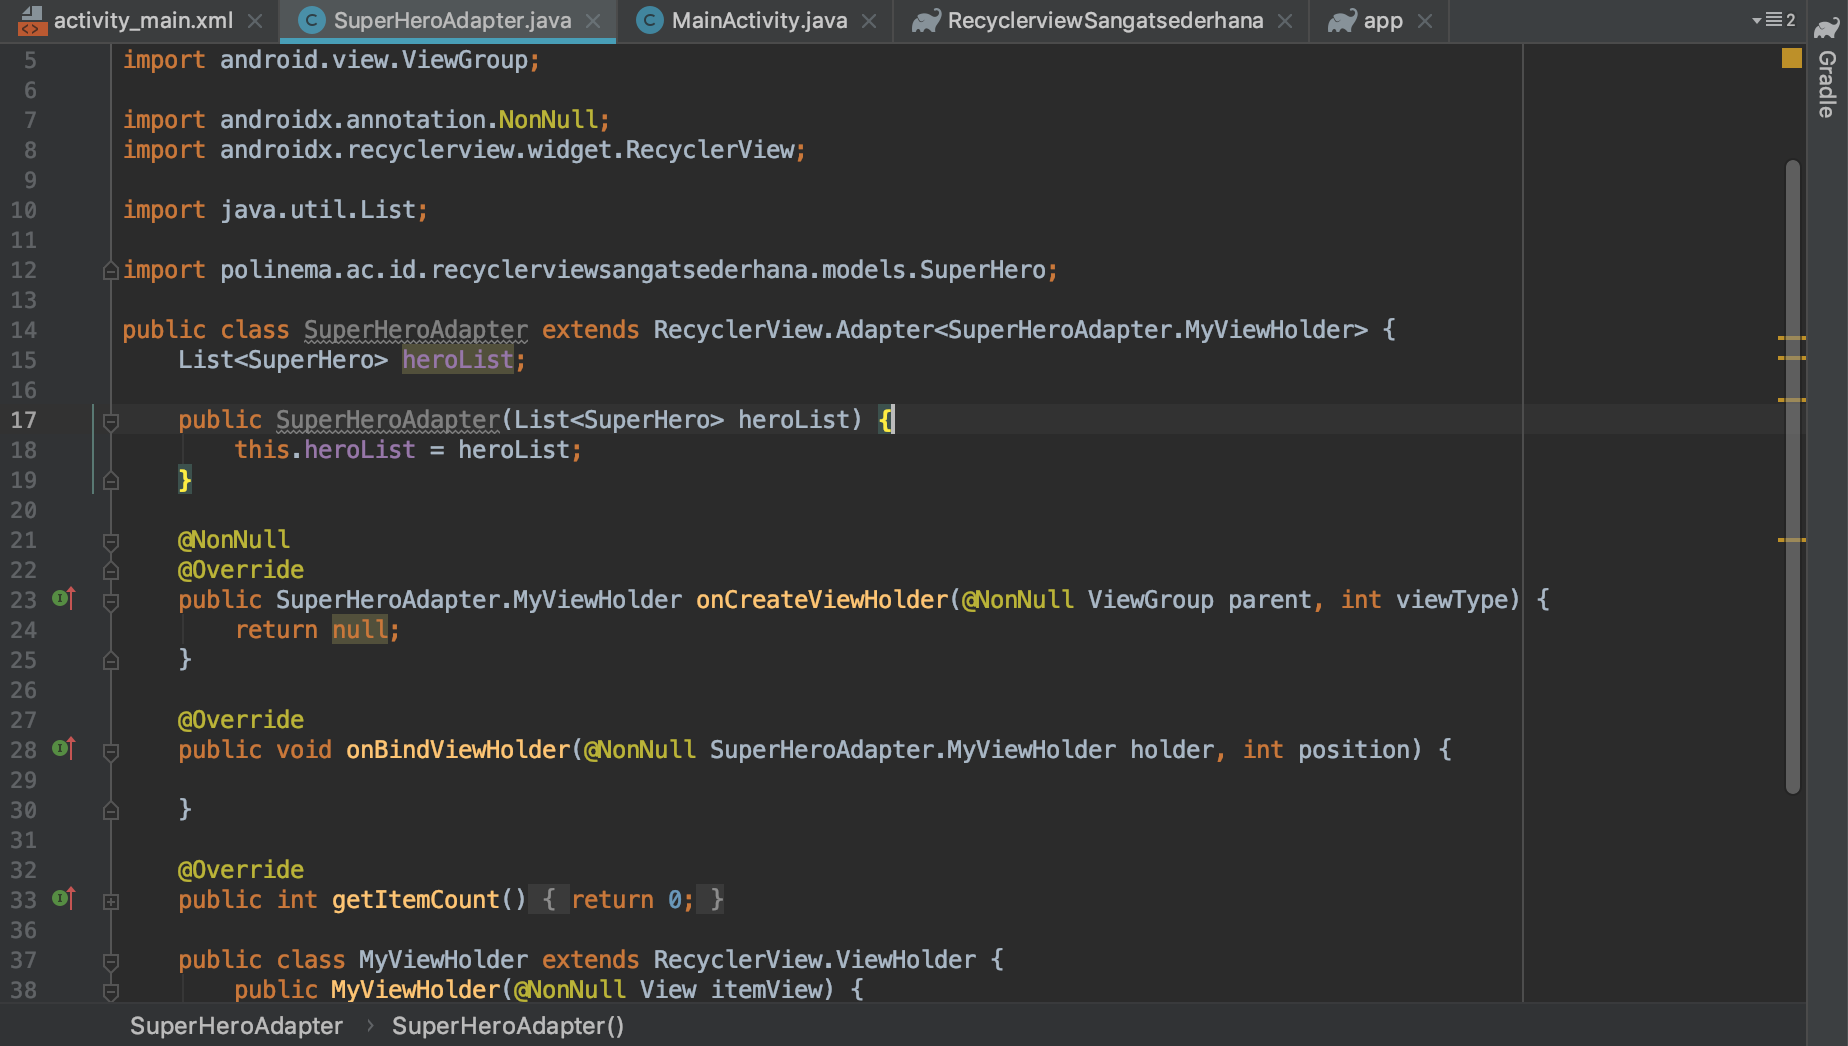 activity_main.xml SuperHeroAdapter.java MainActivity.java RecyclerviewSangatsederhana app 2
Gradle
5 import android.view.ViewGroup;
6
7 import androidx.annotation.NonNull;
8 import androidx.recyclerview.widget.RecyclerView;
9
10 import java.util.List;
11
12 import polinema.ac.id.recyclerviewsangatsederhana.models.SuperHero;
13
14 public class SuperHeroAdapter extends RecyclerView.Adapter<SuperHeroAdapter.MyViewHolder> {
15 List<SuperHero> heroList;
16
17 public SuperHeroAdapter(List<SuperHero> heroList) {
18 this.heroList = heroList;
19 }
20
21 @NonNull
22 @Override
23 public SuperHeroAdapter.MyViewHolder onCreateViewHolder(@NonNull ViewGroup parent, int viewType) {
24 return null;
25 }
26
27 @Override
28 public void onBindViewHolder(@NonNull SuperHeroAdapter.MyViewHolder holder, int position) {
29
30 }
31
32 @Override
33 public int getItemCount() { return 0; }
36
37 public class MyViewHolder extends RecyclerView.ViewHolder {
38 public MyViewHolder(@NonNull View itemView) {
SuperHeroAdapter › SuperHeroAdapter()